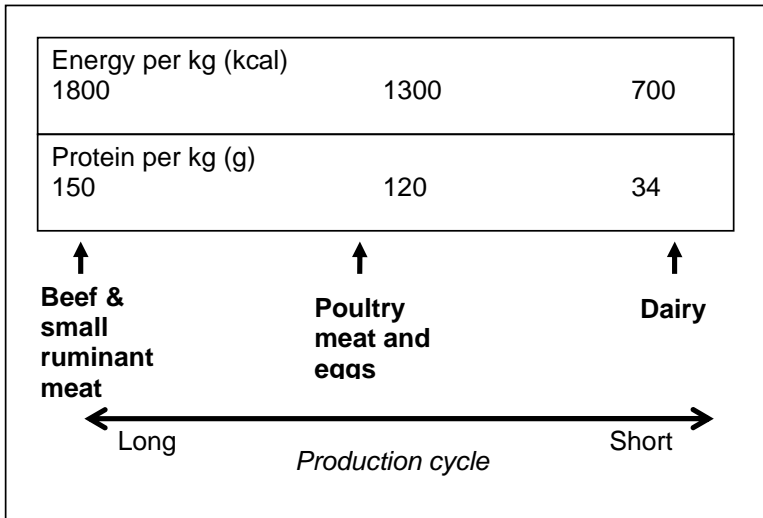 Energy per kg (kcal)
1800 1300 700
Protein per kg (g)
150 120 34
Beef &
small
ruminant
meat
Poultry
meat and
eggs
Dairy
Long
Short
Production cycle